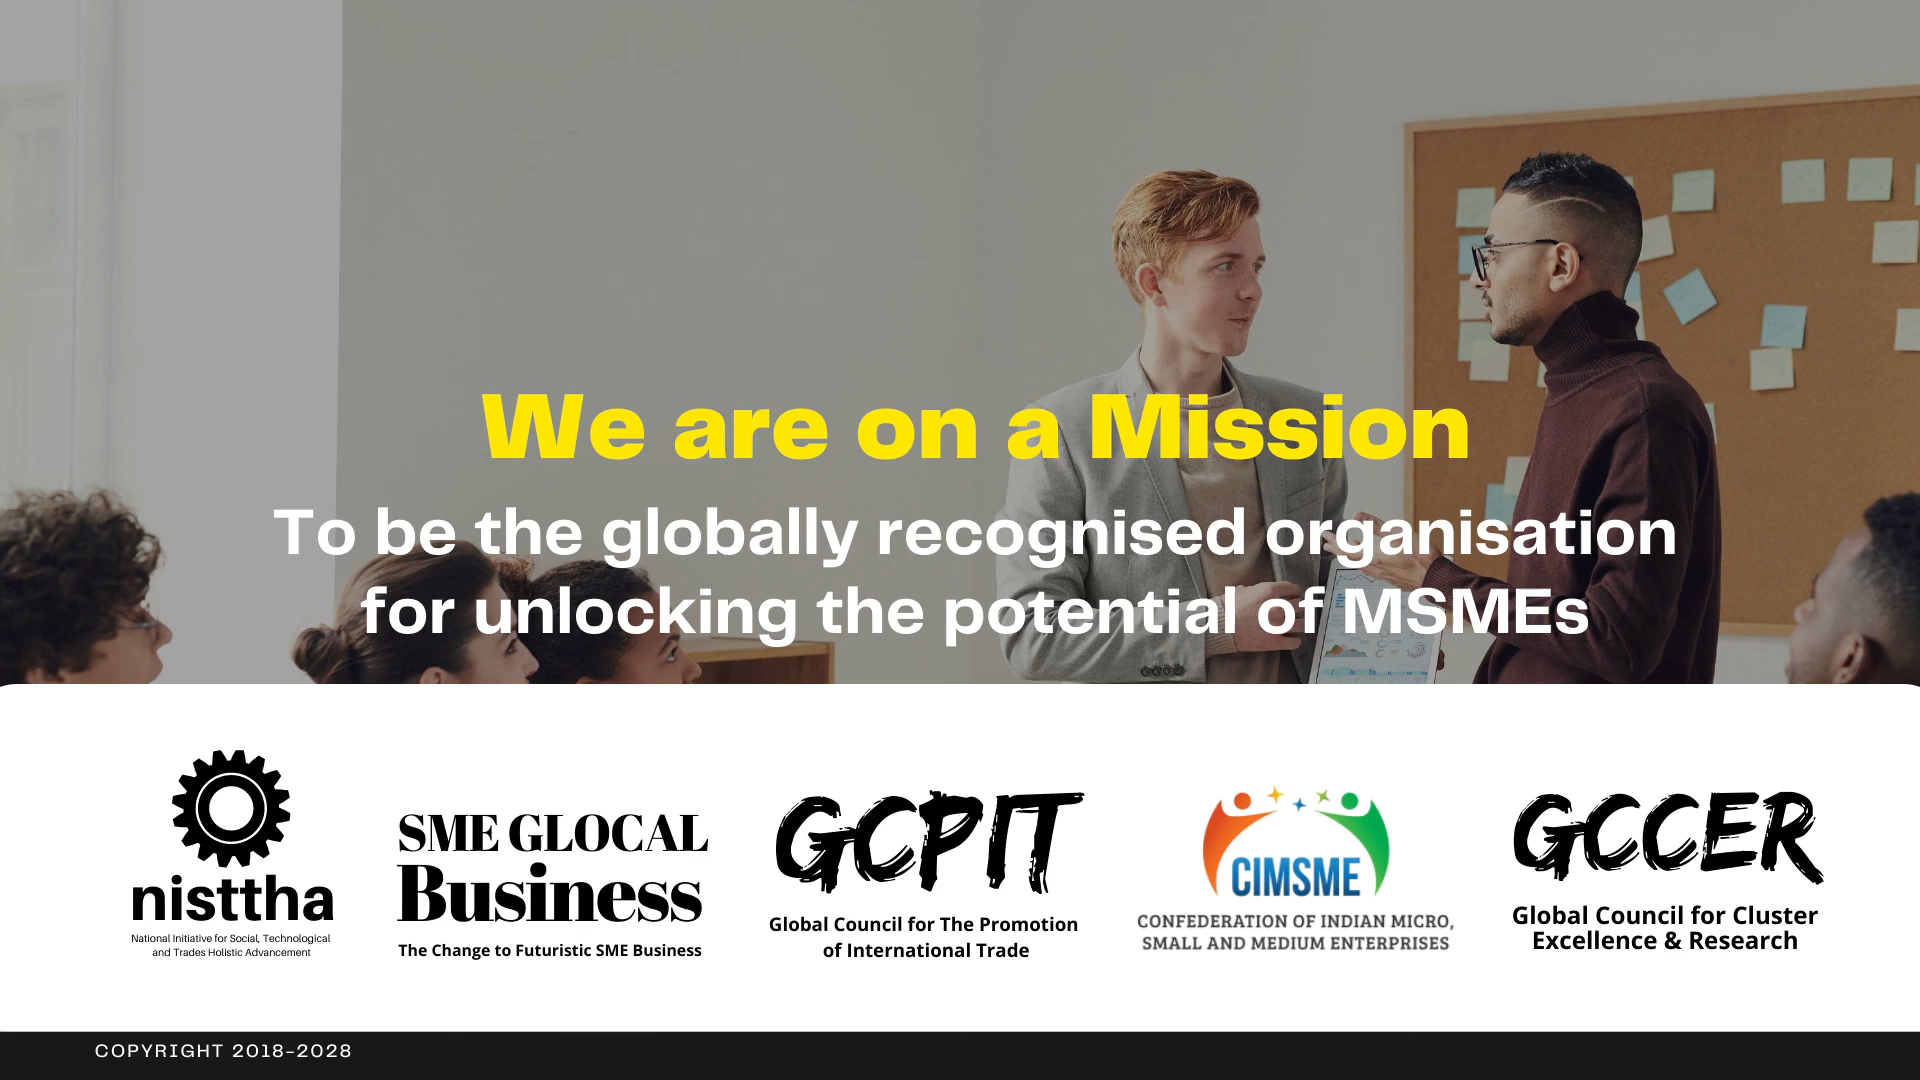 We are on a Mission
To be the globally recognised organisation
for unlocking the potential of MSMEs
nisttha
National Initiative for Social, Technological
and Trades Holistic Advancement
SME GLOCAL
Business
The Change to Futuristic SME Business
GCPIT
Global Council for The Promotion
of International Trade
CIMSME
CONFEDERATION OF INDIAN MICRO,
SMALL AND MEDIUM ENTERPRISES
GCCER
Global Council for Cluster
Excellence & Research
COPYRIGHT 2018-2028